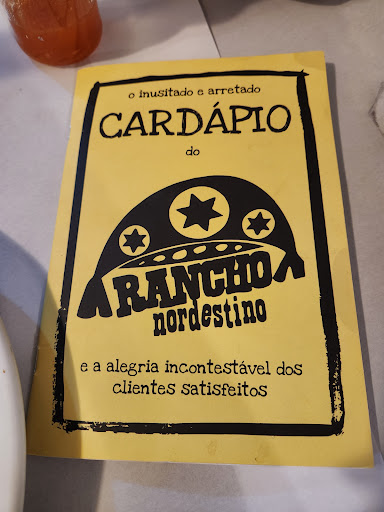 o inusitado e arretado
CARDÁPIO
do
RANCHO
nordestino
e a alegria incontestável dos
clientes satisfeitos